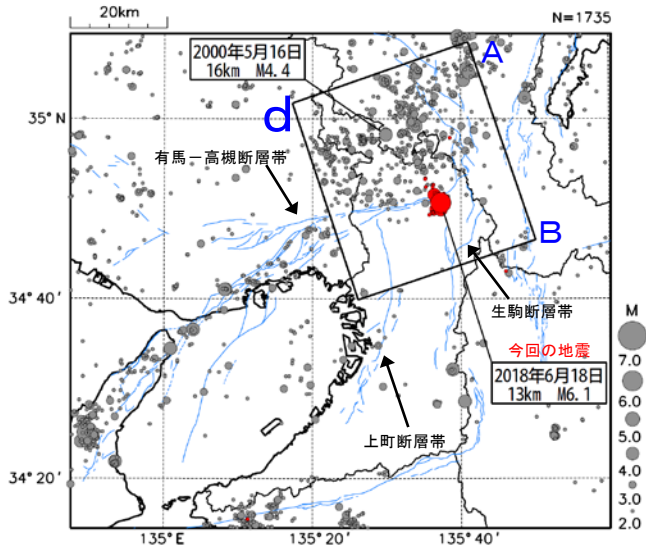 20km
N=1735
2000年5月16日
16km M4.4
A
d
35°N
有馬－高槻断層帯
B
34°40′
生駒断層帯
今回の地震
2018年6月18日
13km M6.1
上町断層帯
34°20′
135°E
135°20′
135°40′
M
7.0
6.0
5.0
4.0
3.0
2.0